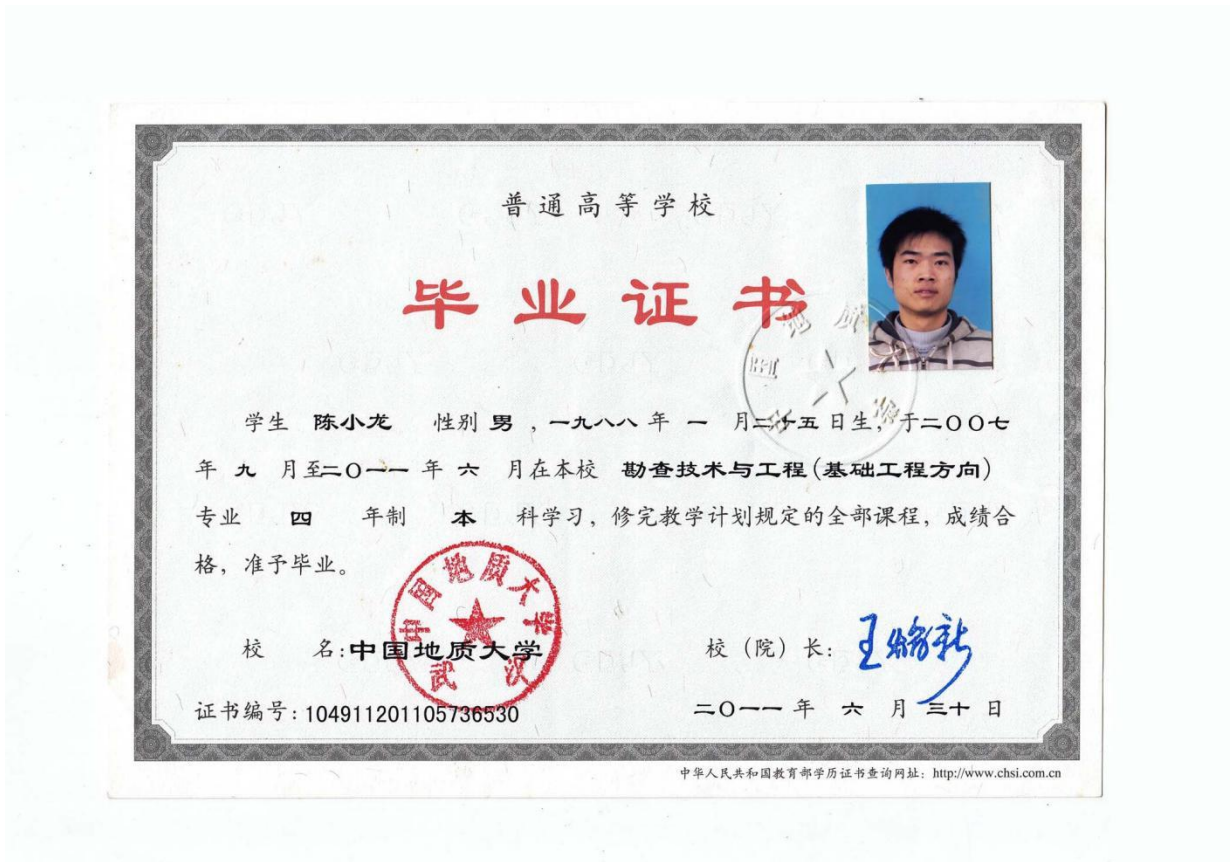 普通高等学校
毕业证书
学生 陈小龙 性别 男 ,一九八八 年 一 月二十五 日生, 于二〇〇七
年 九 月至二〇一一 年 六 月在本校 勘查技术与工程(基础工程方向)
专业 四 年制 本 科学习, 修完教学计划规定的全部课程, 成绩合
格, 准予毕业。
中国地质大学
武汉
校 名:中国地质大学
校 (院) 长:
证书编号:104911201105736530
二〇一一 年 六 月 三十 日
中华人民共和国教育部学历证书查询网址: http://www.chsi.com.cn